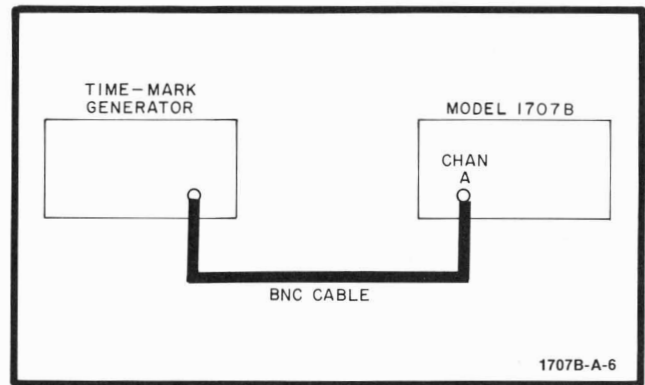 TIME-MARK
GENERATOR
MODEL 1707B
CHAN
A
BNC CABLE
1707B-A-6